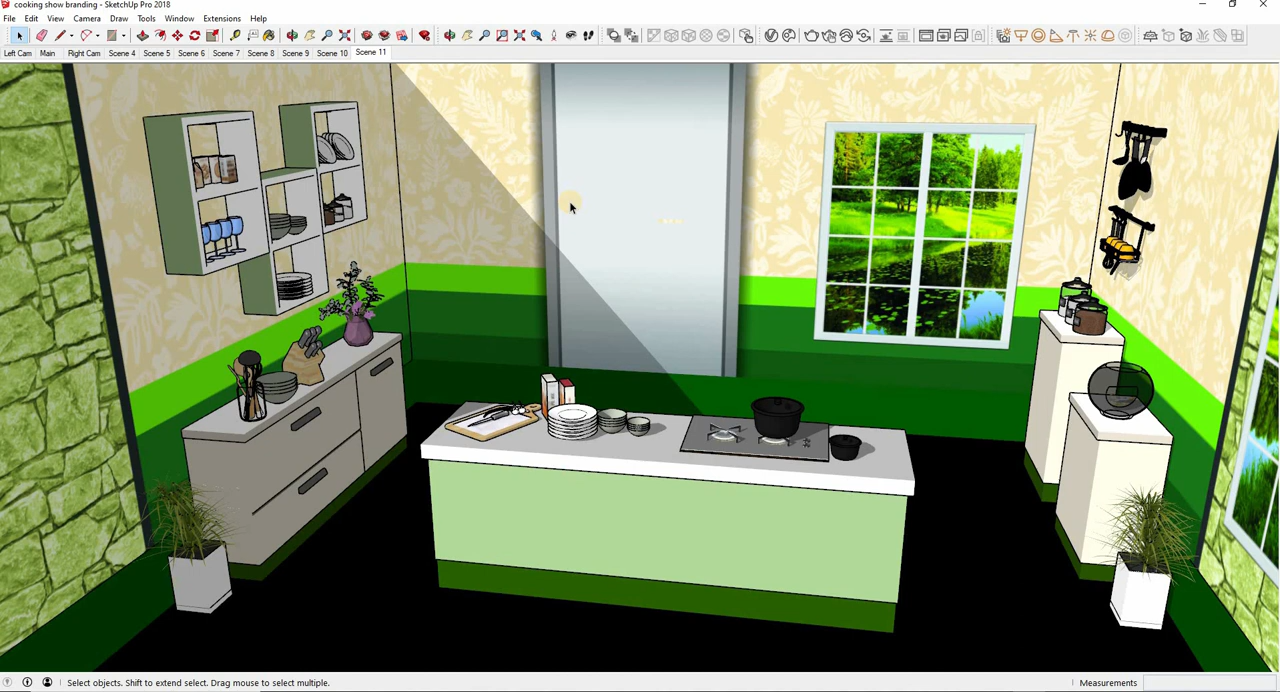 cooking show branding - SketchUp Pro 2018
File Edit View Camera Draw Tools Window Extensions Help
Left Cam Main Right Cam Scene 4 Scene 5 Scene 6 Scene 7 Scene 8 Scene 9 Scene 10 Scene 11
Select objects. Shift to extend select. Drag mouse to select multiple.
Measurements